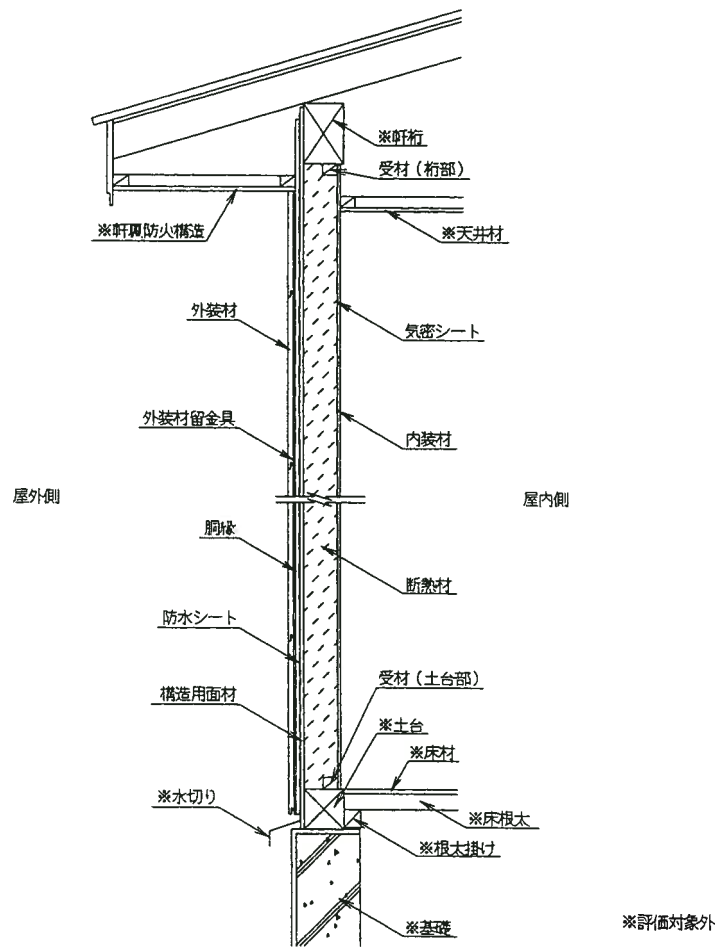 ※軒桁
受材（桁部）
※軒裏防火構造
※天井材
外装材
気密シート
外装材留金具
内装材
屋外側
屋内側
胴縁
断熱材
防水シート
受材（土台部）
構造用面材
※土台
※床材
※水切り
※床根太
※根太掛け
※基礎
※評価対象外